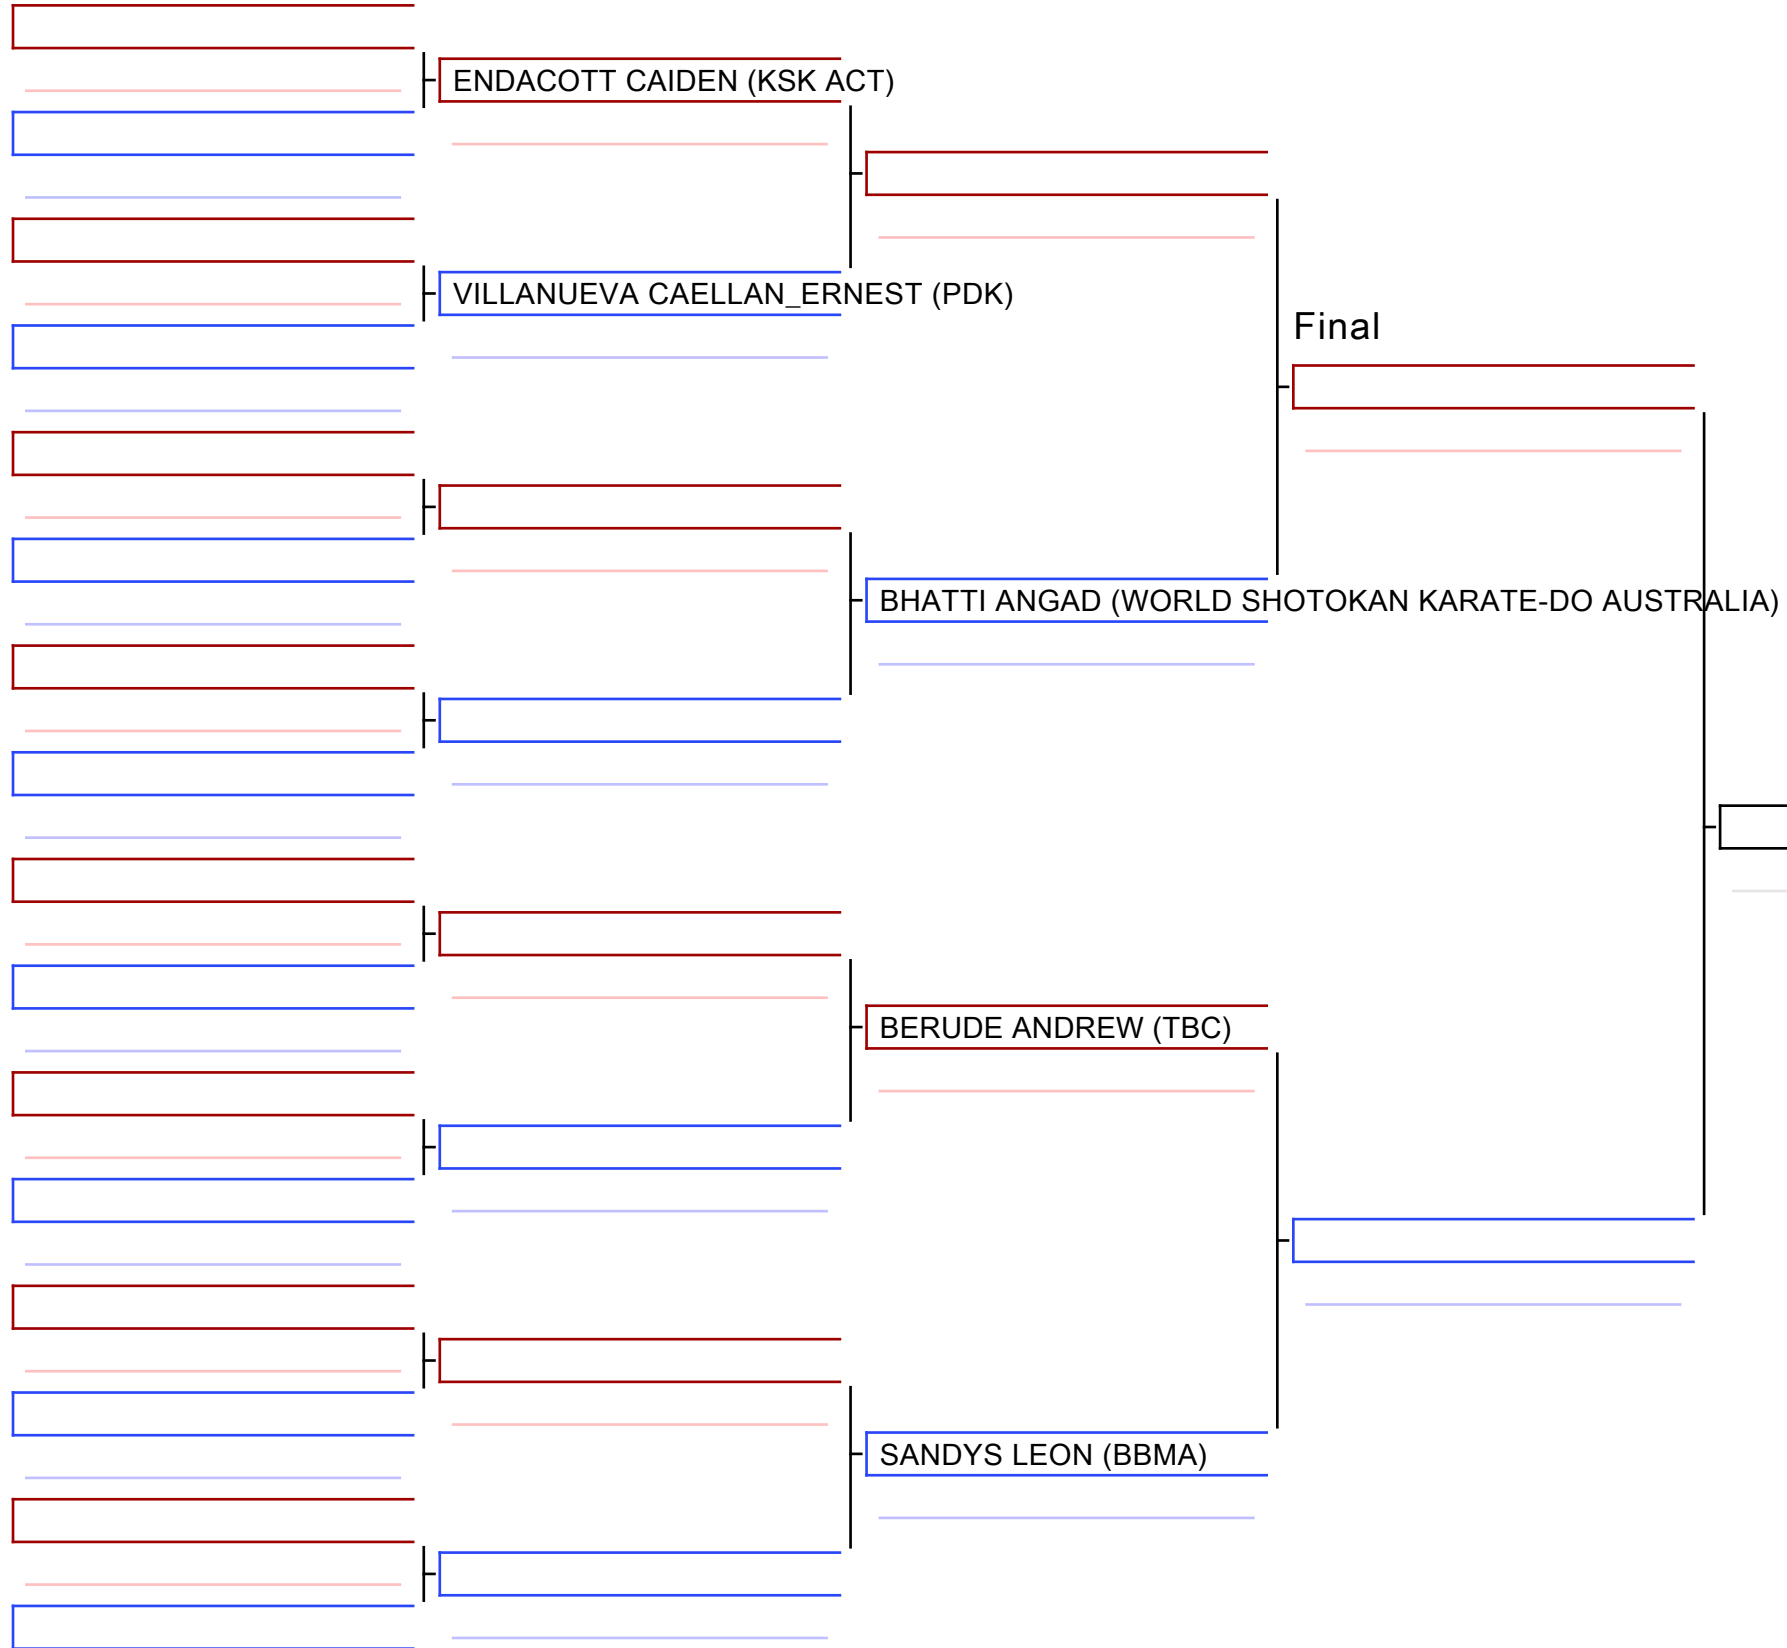 ENDACOTT CAIDEN (KSK ACT)
VILLANUEVA CAELLAN_ERNEST (PDK)
Final
BHATTI ANGAD (WORLD SHOTOKAN KARATE-DO AUSTRALIA)
BERUDE ANDREW (TBC)
SANDYS LEON (BBMA)